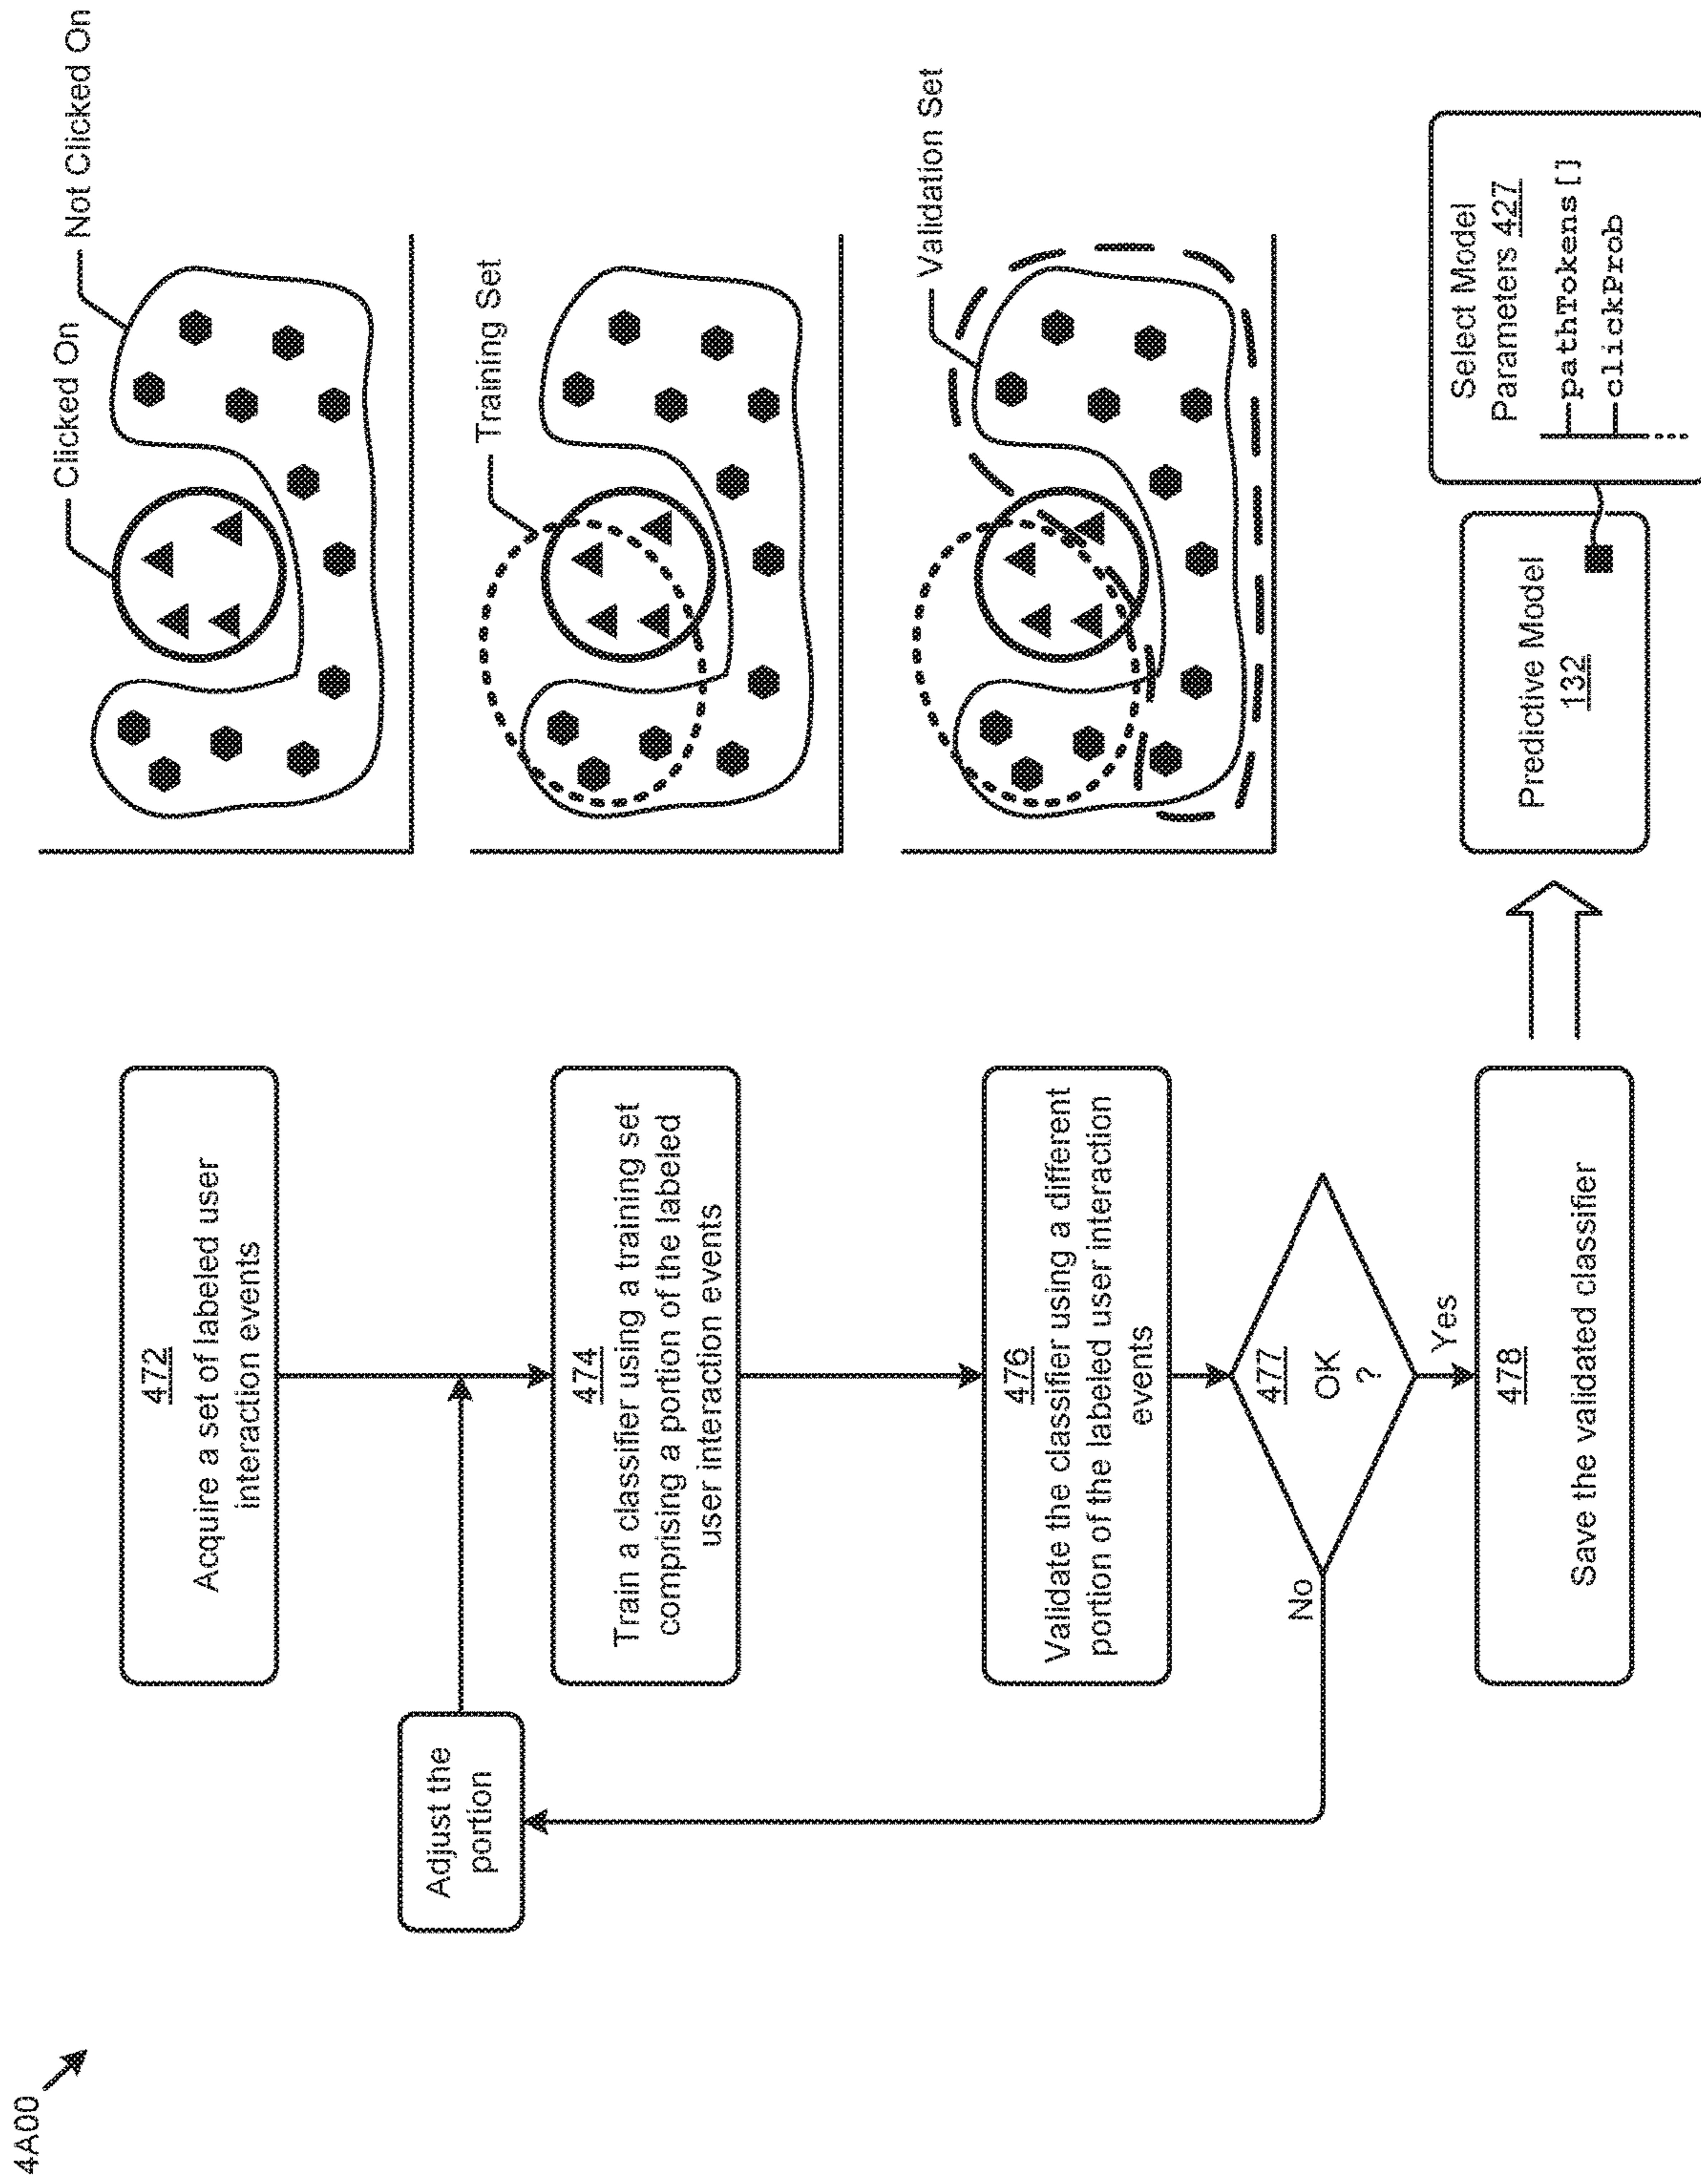 4A00
472
Acquire a set of labeled user
interaction events
Clicked On
Not Clicked On
Adjust the
portion
474
Train a classifier using a training set
comprising a portion of the labeled
user interaction events
Training Set
476
Validate the classifier using a different
portion of the labeled user interaction
events
Validation Set
477
OK
?
No
Yes
478
Save the validated classifier
Predictive Model
132
Select Model
Parameters 427
pathTokens[]
clickProb